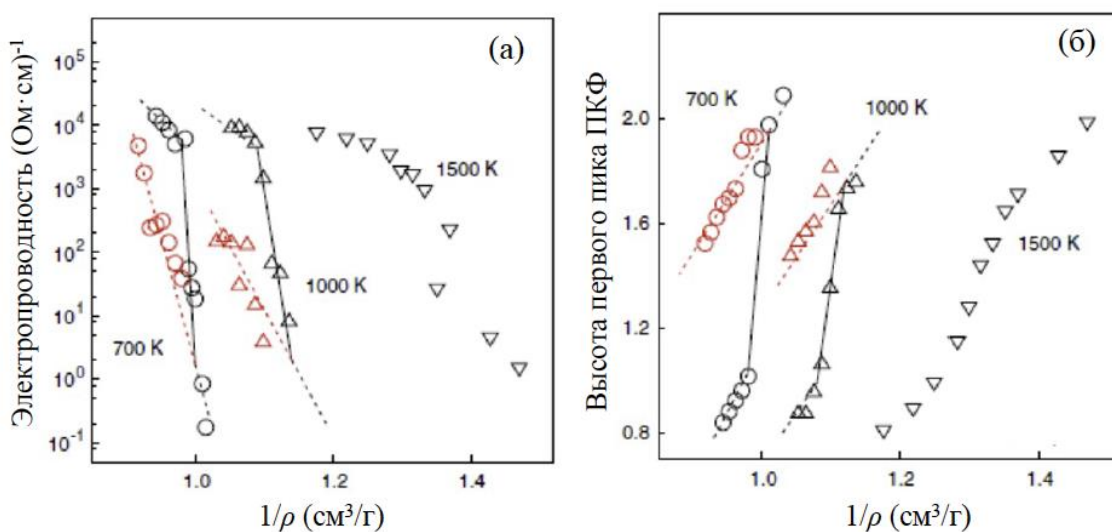 (а)
Электропроводность (Ом·см)⁻¹
10⁵
10⁴
10³
10²
10¹
10⁰
10⁻¹
700 K
1000 K
1500 K
1.0
1.2
1.4
1/ρ (см³/г)
(б)
Высота первого пика ПКФ
2.0
1.6
1.2
0.8
700 K
1000 K
1500 K
1.0
1.2
1.4
1/ρ (см³/г)